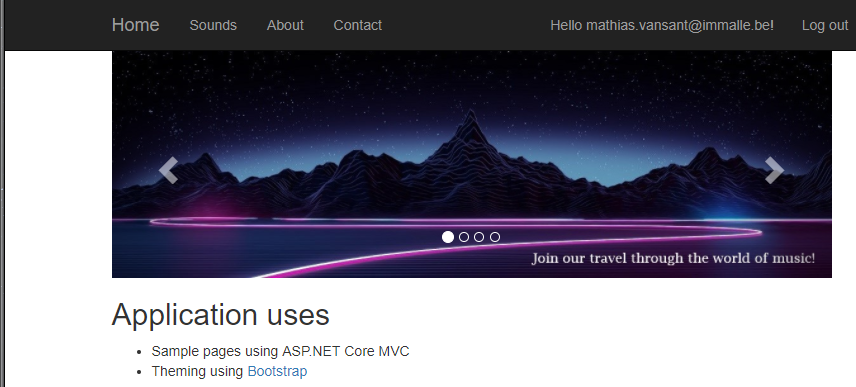 Home Sounds About Contact Hello mathias.vansant@immalle.be! Log out
Join our travel through the world of music!
Application uses
Sample pages using ASP.NET Core MVC
Theming using Bootstrap